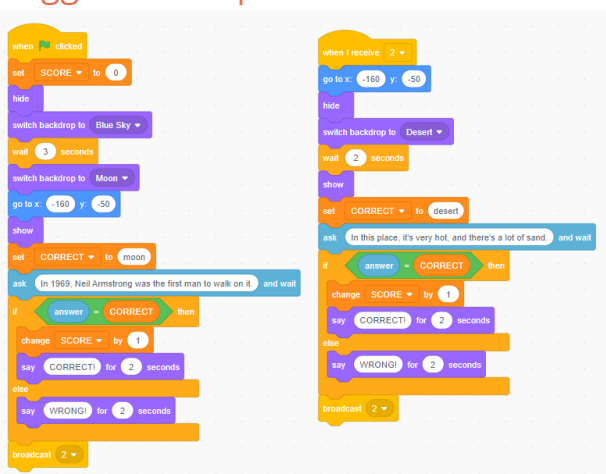 when clicked
set SCORE to 0
hide
switch backdrop to Blue Sky
wait 3 seconds
switch backdrop to Moon
go to x: -160 y: -50
show
set CORRECT to moon
ask In 1969, Neil Armstrong was the first man to walk on it. and wait
if answer = CORRECT then
change SCORE by 1
say CORRECT! for 2 seconds
else
say WRONG! for 2 seconds
broadcast 2
when I receive 2
go to x: -160 y: -50
hide
switch backdrop to Desert
wait 2 seconds
show
set CORRECT to desert
ask In this place, it's very hot, and there's a lot of sand. and wait
if answer = CORRECT then
change SCORE by 1
say CORRECT! for 2 seconds
else
say WRONG! for 2 seconds
broadcast 2